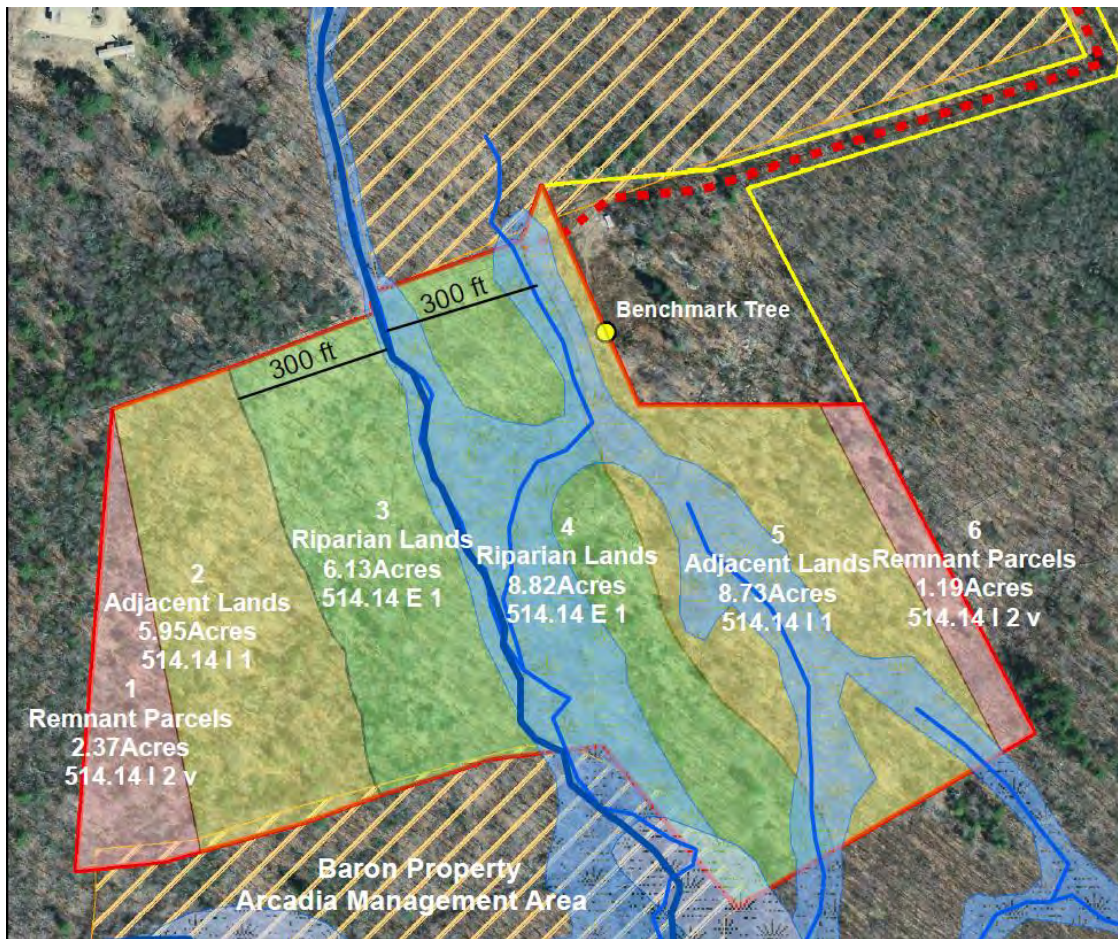 300 ft
Benchmark Tree
300 ft
3
Riparian Lands
6.13Acres
514.14 E 1
4
Riparian Lands
8.82Acres
514.14 E 1
5
Adjacent Lands
8.73Acres
514.14 I 1
6
Remnant Parcels
1.19Acres
514.14 I 2 v
2
Adjacent Lands
5.95Acres
514.14 I 1
1
Remnant Parcels
2.37Acres
514.14 I 2 v
Baron Property
Arcadia Management Area